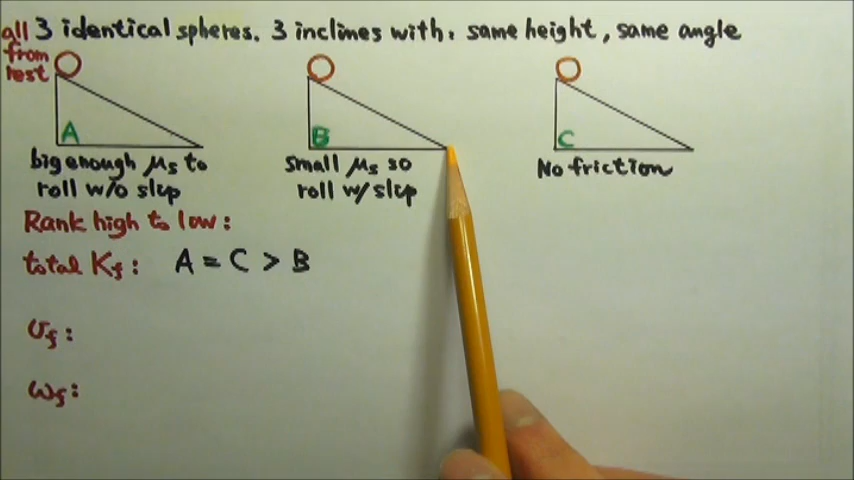 all 3 identical spheres. 3 inclines with: same height, same angle
from
rest
A
B
C
big enough μs to
roll w/o slip
small μs so
roll w/ slip
No friction
Rank high to low:
total Kf: A = C > B
υf:
ωf: